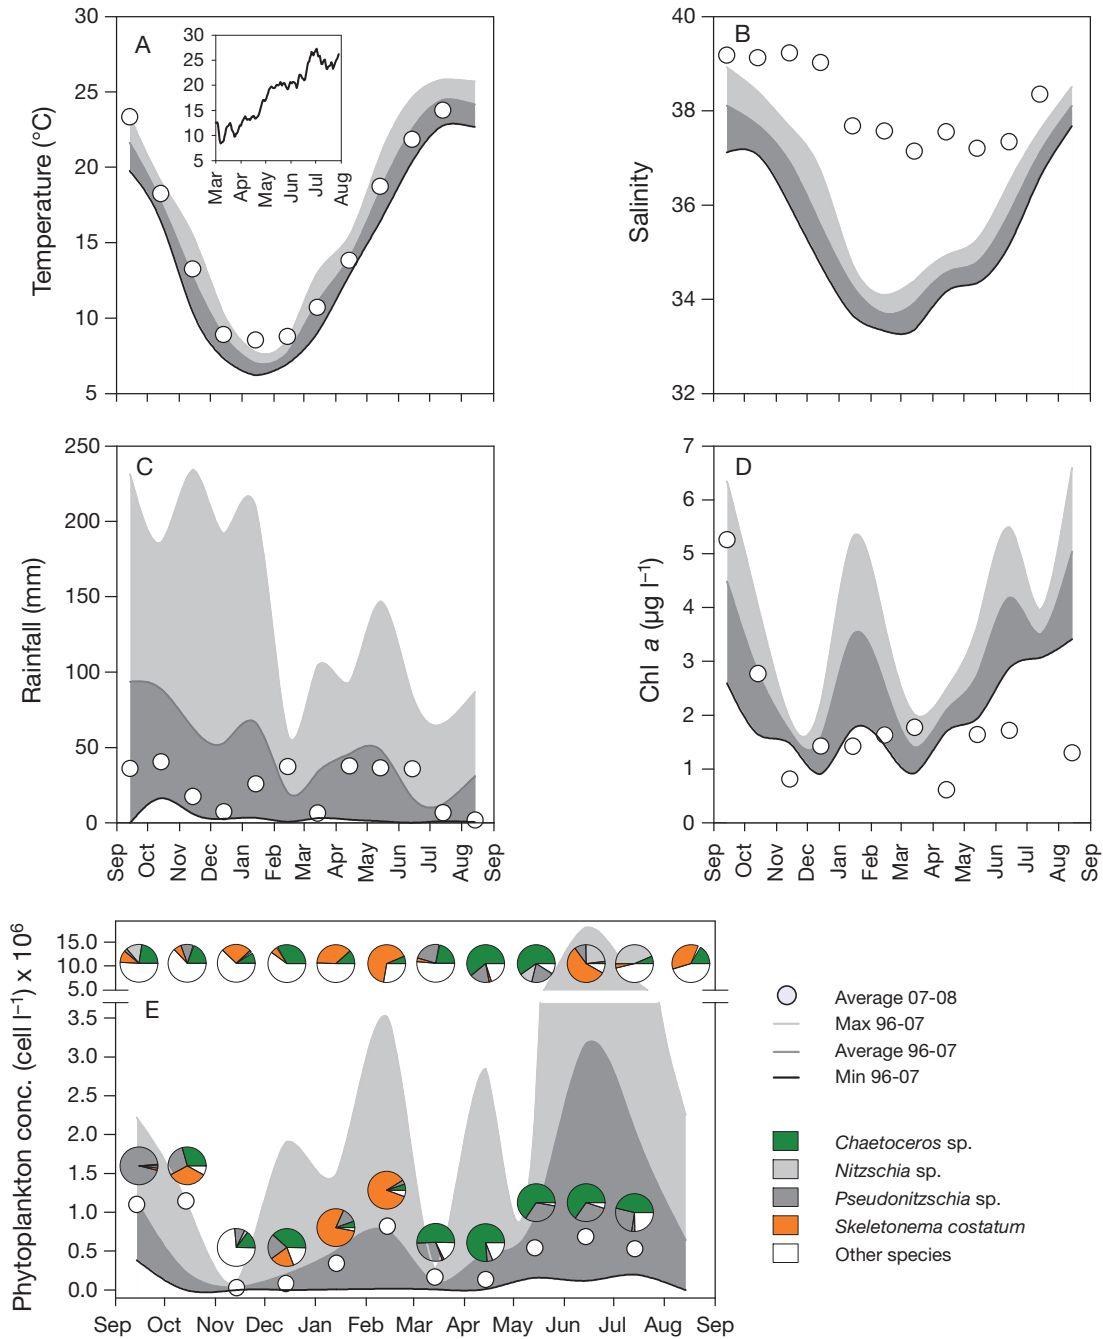 A
Temperature (°C)
30
25
20
15
10
5
30
25
20
15
10
5
Mar
Apr
May
Jun
Jul
Aug
B
Salinity
40
38
36
34
32
C
Rainfall (mm)
250
200
150
100
50
0
Sep
Oct
Nov
Dec
Jan
Feb
Mar
Apr
May
Jun
Jul
Aug
Sep
D
Chl a (µg l–1)
7
6
5
4
3
2
1
0
Sep
Oct
Nov
Dec
Jan
Feb
Mar
Apr
May
Jun
Jul
Aug
Sep
E
Phytoplankton conc. (cell l–1) x 106
15.0
10.0
5.0
3.5
3.0
2.5
2.0
1.5
1.0
0.5
0.0
Sep Oct Nov Dec Jan Feb Mar Apr May Jun Jul Aug Sep
Average 07-08
Max 96-07
Average 96-07
Min 96-07
Chaetoceros sp.
Nitzschia sp.
Pseudonitzschia sp.
Skeletonema costatum
Other species